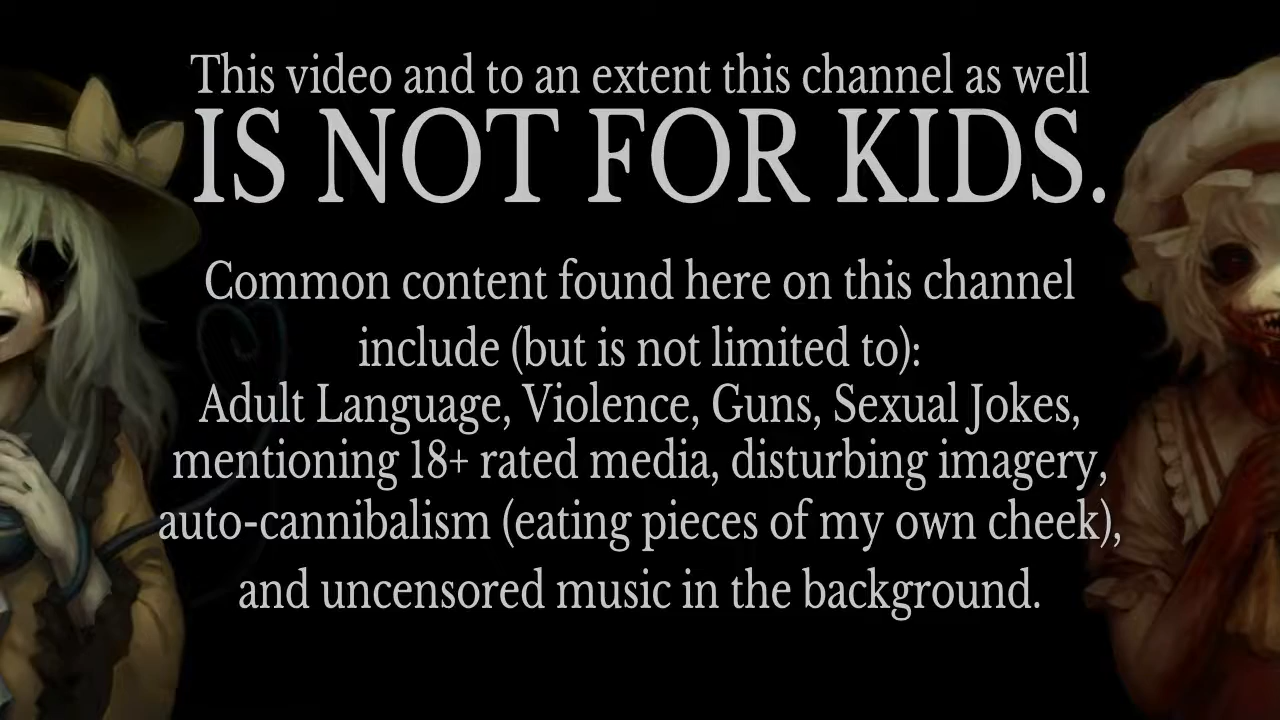 This video and to an extent this channel as well
IS NOT FOR KIDS.
Common content found here on this channel
include (but is not limited to):
Adult Language, Violence, Guns, Sexual Jokes,
mentioning 18+ rated media, disturbing imagery,
auto-cannibalism (eating pieces of my own cheek),
and uncensored music in the background.